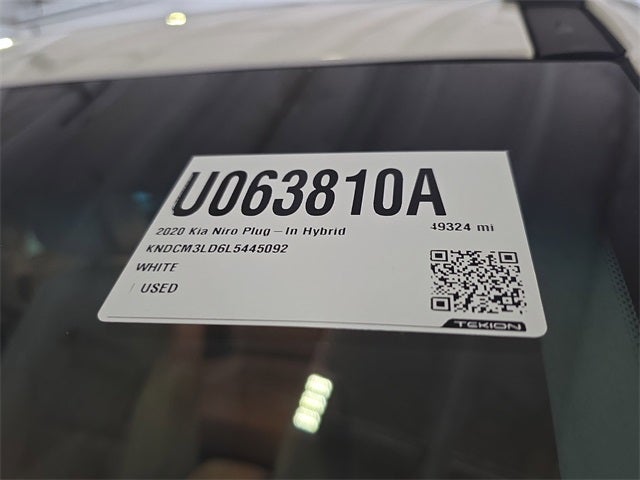 U063810A
2020 Kia Niro Plug-In Hybrid
49324 mi
KNDCM3LD6L5445092
WHITE
USED
TEKION